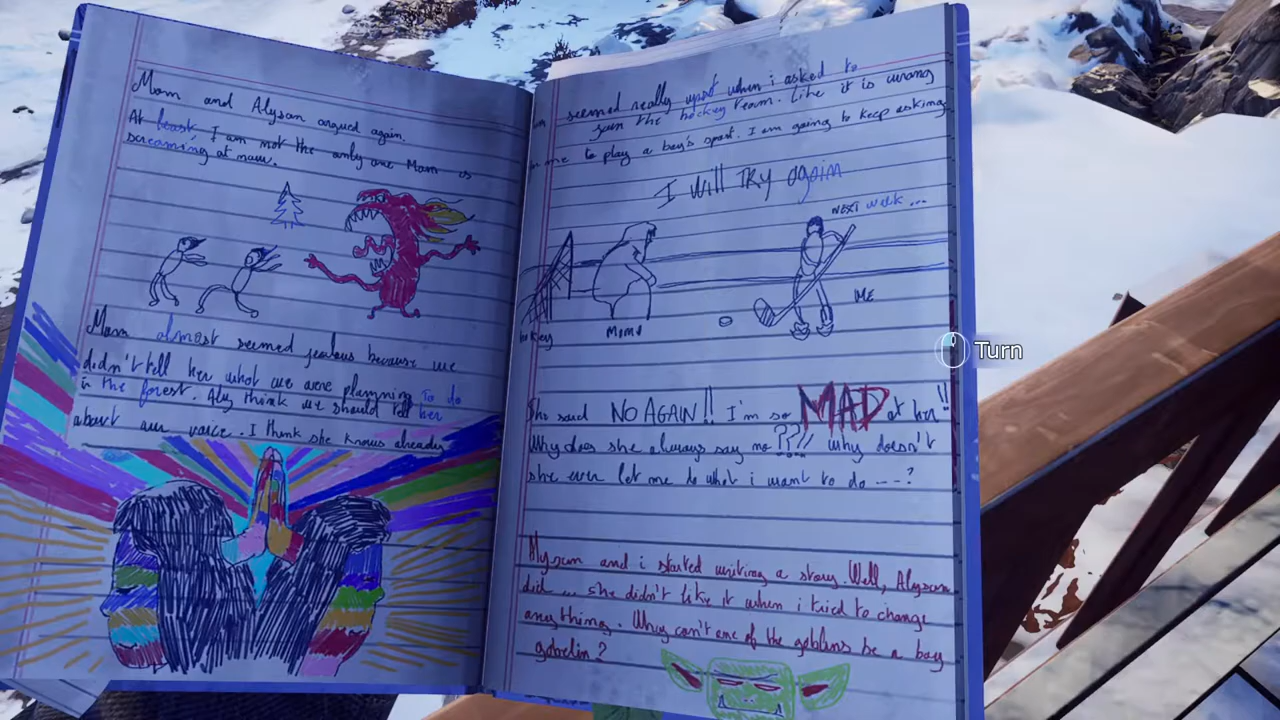 Mom and Alyson argued again.
At least I am not the only one Mom is
screaming at now.
Mom almost seemed jealous because we
didn't tell her what we were planning to do
in the forest. Aly think we should tell her
about our voice. I think she knows already
seemed really upset when i asked to
join the hockey team. Like it is wrong
me to play a boy's sport. I am going to keep asking
I will TRY again
NEXT week ...
ME
Hockey
MOMS
She said NO AGAIN!! I'm so MAD at her!!
Why does she always say no??!! why doesn't
she ever let me do what i want to do ---?
Alyson and i started writing a story. Well, Alyson
did ... she didn't like it when i tried to change
anything. Why can't one of the goblins be a boy
gobelin?
Turn